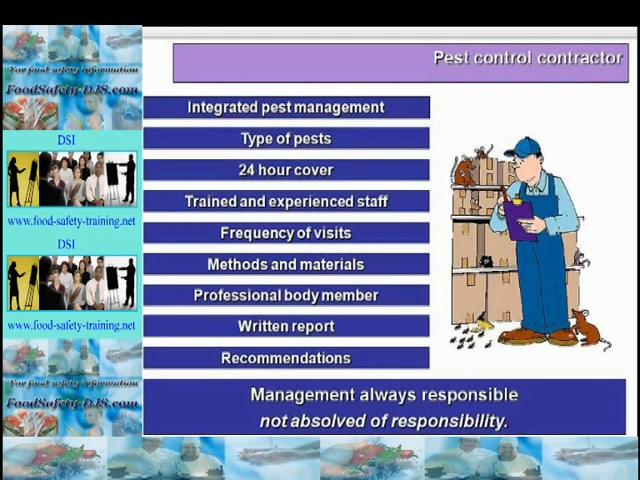 Pest control contractor
Integrated pest management
Type of pests
24 hour cover
Trained and experienced staff
Frequency of visits
Methods and materials
Professional body member
Written report
Recommendations
Management always responsible
not absolved of responsibility.
For food safety information
FoodSafety-DJS.com
DSI
www.food-safety-training.net
DSI
www.food-safety-training.net
For food safety information
FoodSafety-DJS.com